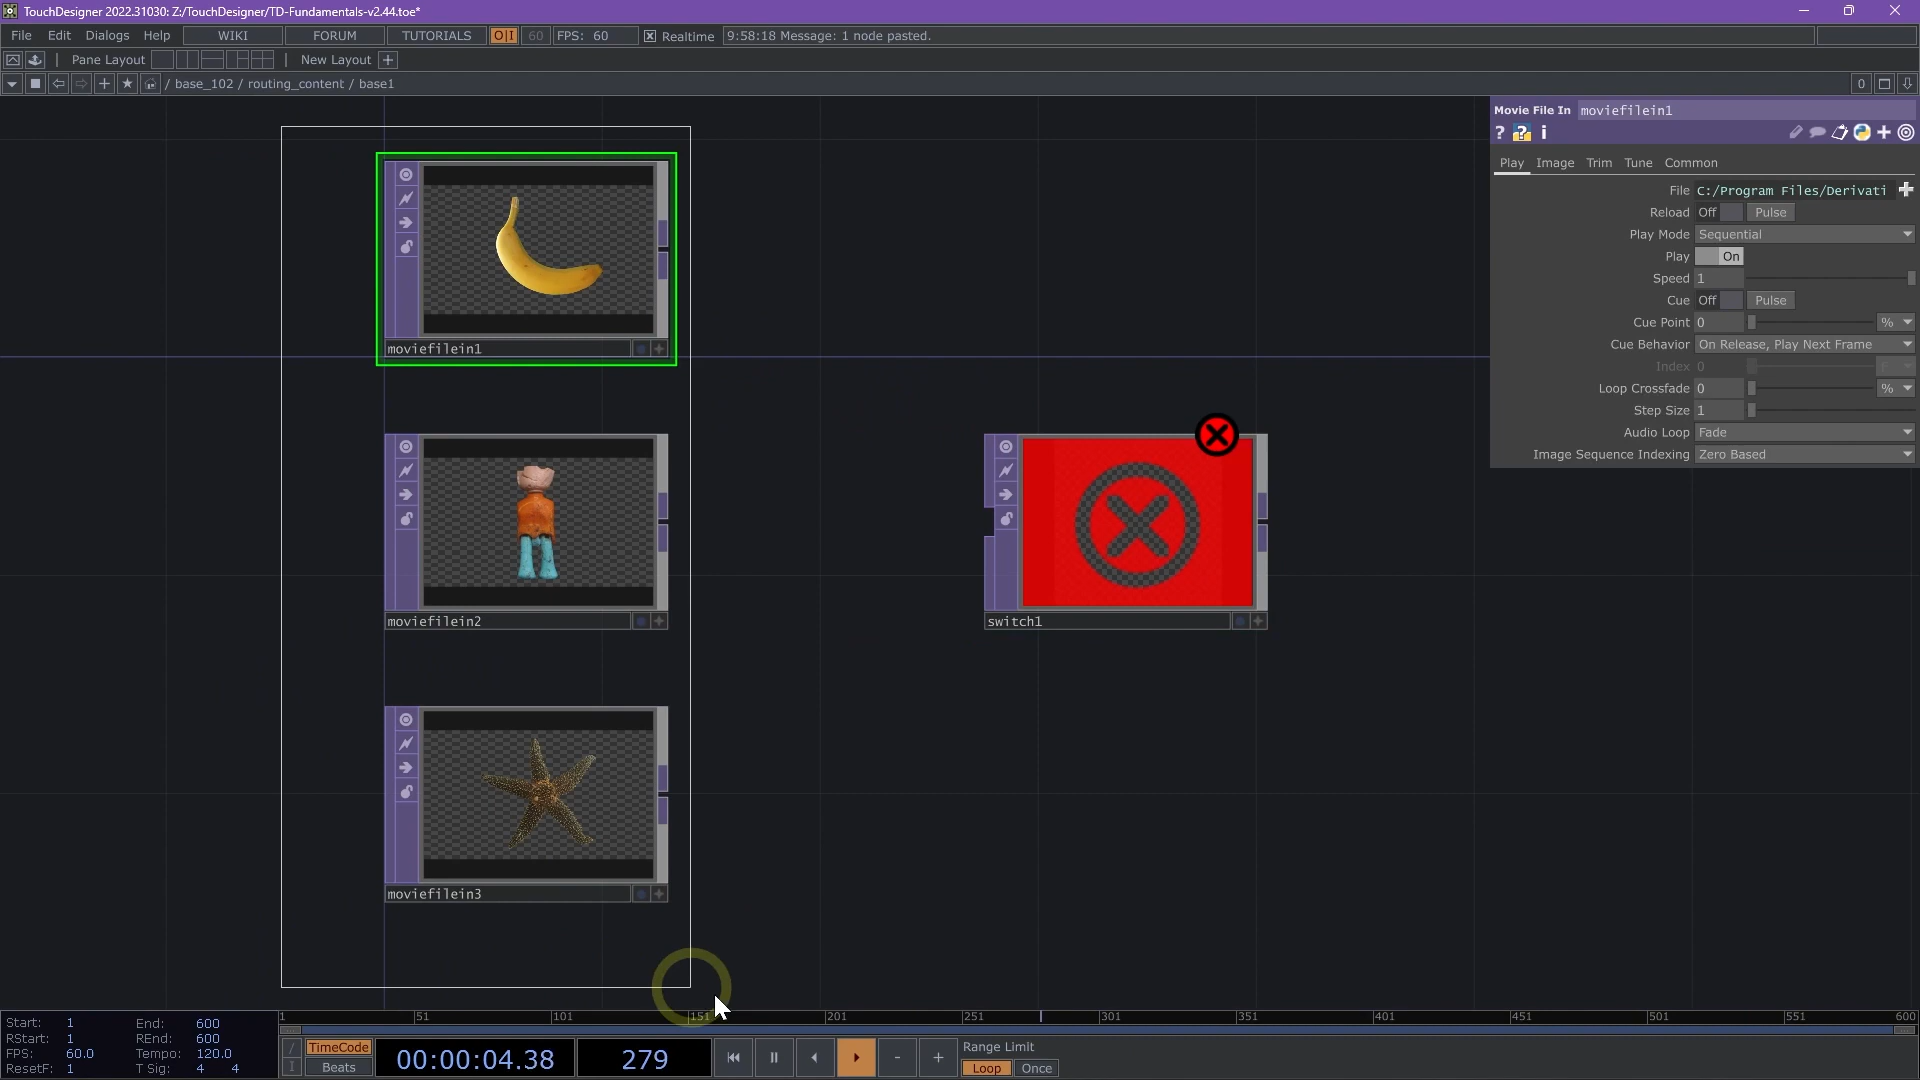 TouchDesigner 2022.31030: Z:/TouchDesigner/TD-Fundamentals-v2.44.toe*
File Edit Dialogs Help WIKI FORUM TUTORIALS O|I 60 FPS: 60 Realtime 9:58:18 Message: 1 node pasted.
Pane Layout New Layout +
/ base_102 / routing_content / base1 0
Movie File In moviefilein1
? ? i
Play Image Trim Tune Common
File C:/Program Files/Derivati
Reload Off Pulse
Play Mode Sequential
Play On
Speed 1
Cue Off Pulse
Cue Point 0 %
Cue Behavior On Release, Play Next Frame
Index 0 F
Loop Crossfade 0 %
Step Size 1
Audio Loop Fade
Image Sequence Indexing Zero Based
moviefilein1
moviefilein2
switch1
moviefilein3
1 51 101 151 201 251 301 351 401 451 501 551 600
Start: 1 End: 600
RStart: 1 REnd: 600
FPS: 60.0 Tempo: 120.0
ResetF: 1 T Sig: 4 4
TimeCode
Beats
00:00:04.38 279
- +
Range Limit
Loop Once